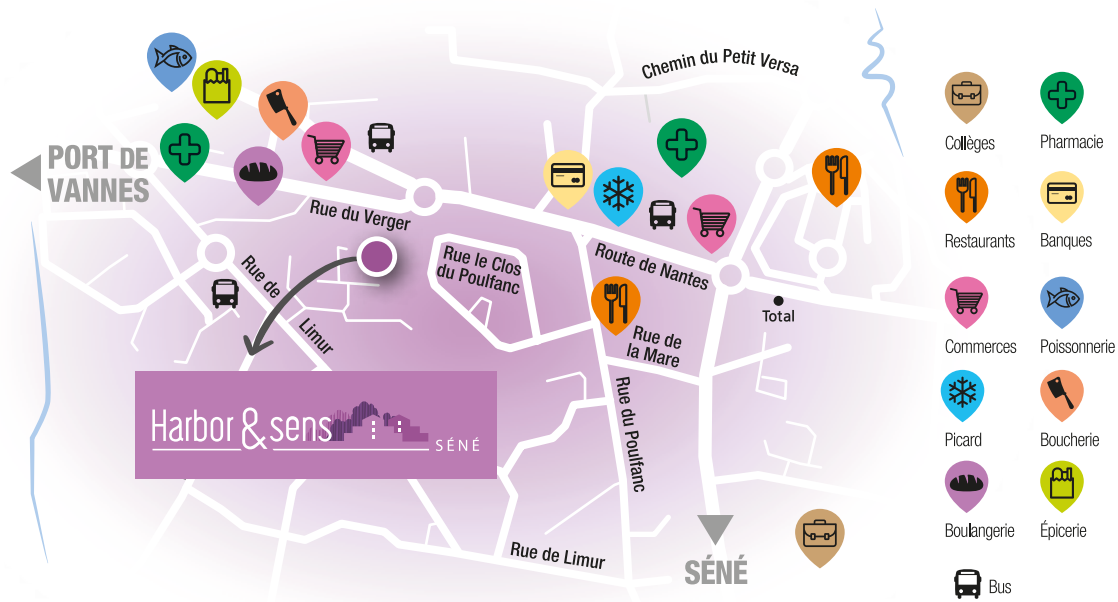 Chemin du Petit Versa
PORT DE
VANNES
Rue du Verger
Rue le Clos
du Poulfanc
Route de Nantes
Rue de
Limur
Total
Rue de
la Mare
Rue du Poulfanc
Harbor & sens
SÉNÉ
Rue de Limur
SÉNÉ
Collèges
Pharmacie
Restaurants
Banques
Commerces
Poissonnerie
Picard
Boucherie
Boulangerie
Épicerie
Bus